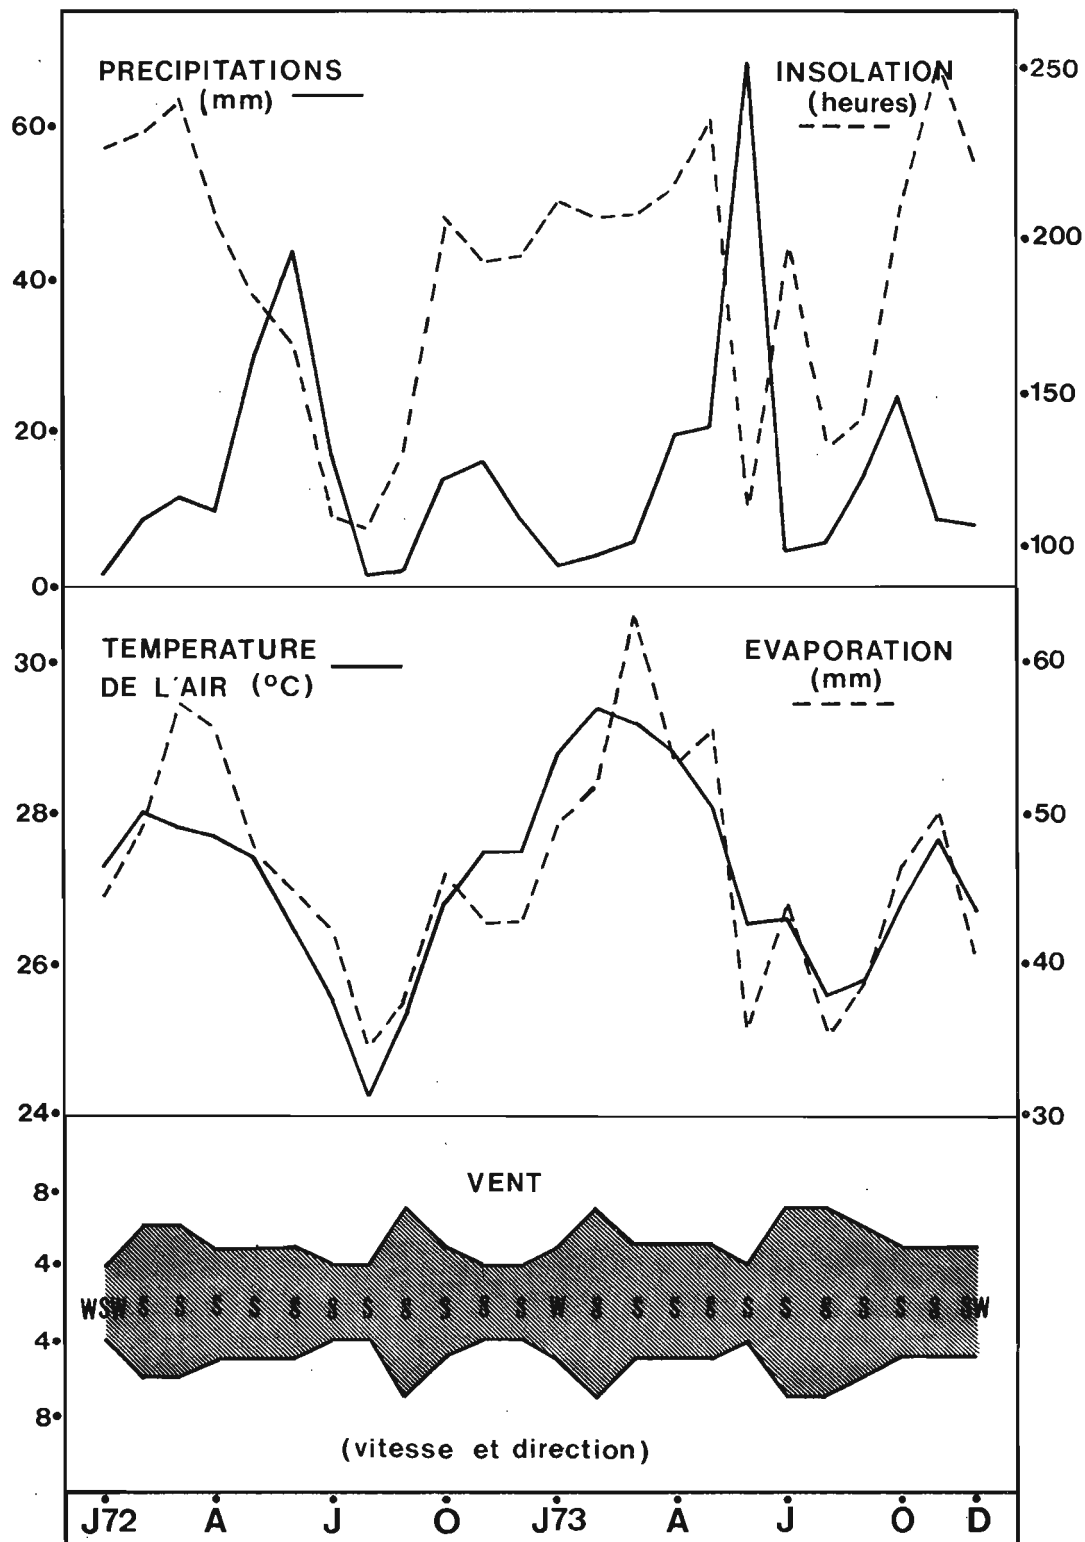 PRECIPITATIONS
(mm)
INSOLATION
(heures)
60
40
20
0
250
200
150
100
TEMPERATURE
DE L'AIR (°C)
EVAPORATION
(mm)
30
28
26
24
60
50
40
30
VENT
8
4
4
8
WSW S S S S S S S S S S S W S S S S S S S S S S SW
(vitesse et direction)
J72 A J O J73 A J O D